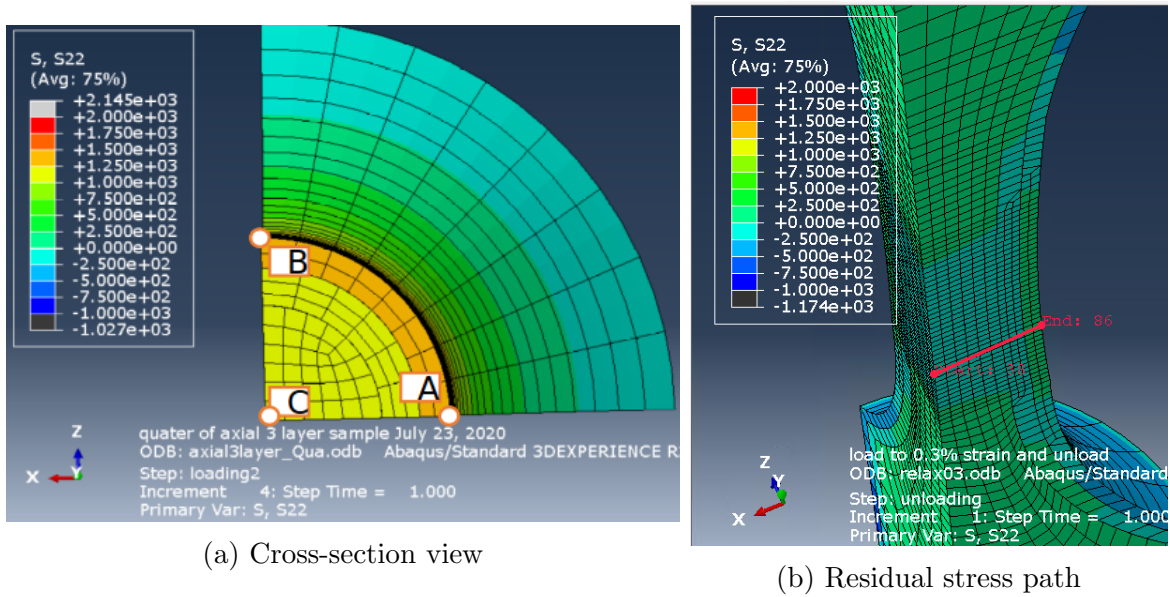 S, S22
(Avg: 75%)
+2.145e+03
+2.000e+03
+1.750e+03
+1.500e+03
+1.250e+03
+1.000e+03
+7.500e+02
+5.000e+02
+2.500e+02
+0.000e+00
-2.500e+02
-5.000e+02
-7.500e+02
-1.000e+03
-1.027e+03
B
A
C
Z
X
Y
quater of axial 3 layer sample July 23, 2020
ODB: axial3layer_Qua.odb Abaqus/Standard 3DEXPERIENCE R
Step: loading2
Increment 4: Step Time = 1.000
Primary Var: S, S22
(a) Cross-section view
S, S22
(Avg: 75%)
+2.000e+03
+1.750e+03
+1.500e+03
+1.250e+03
+1.000e+03
+7.500e+02
+5.000e+02
+2.500e+02
+0.000e+00
-2.500e+02
-5.000e+02
-7.500e+02
-1.000e+03
-1.174e+03
End: 86
Z
Y
X
load to 0.3% strain and unload
ODB: relax03.odb Abaqus/Standard
Step: unloading
Increment 1: Step Time = 1.000
Primary Var: S, S22
(b) Residual stress path